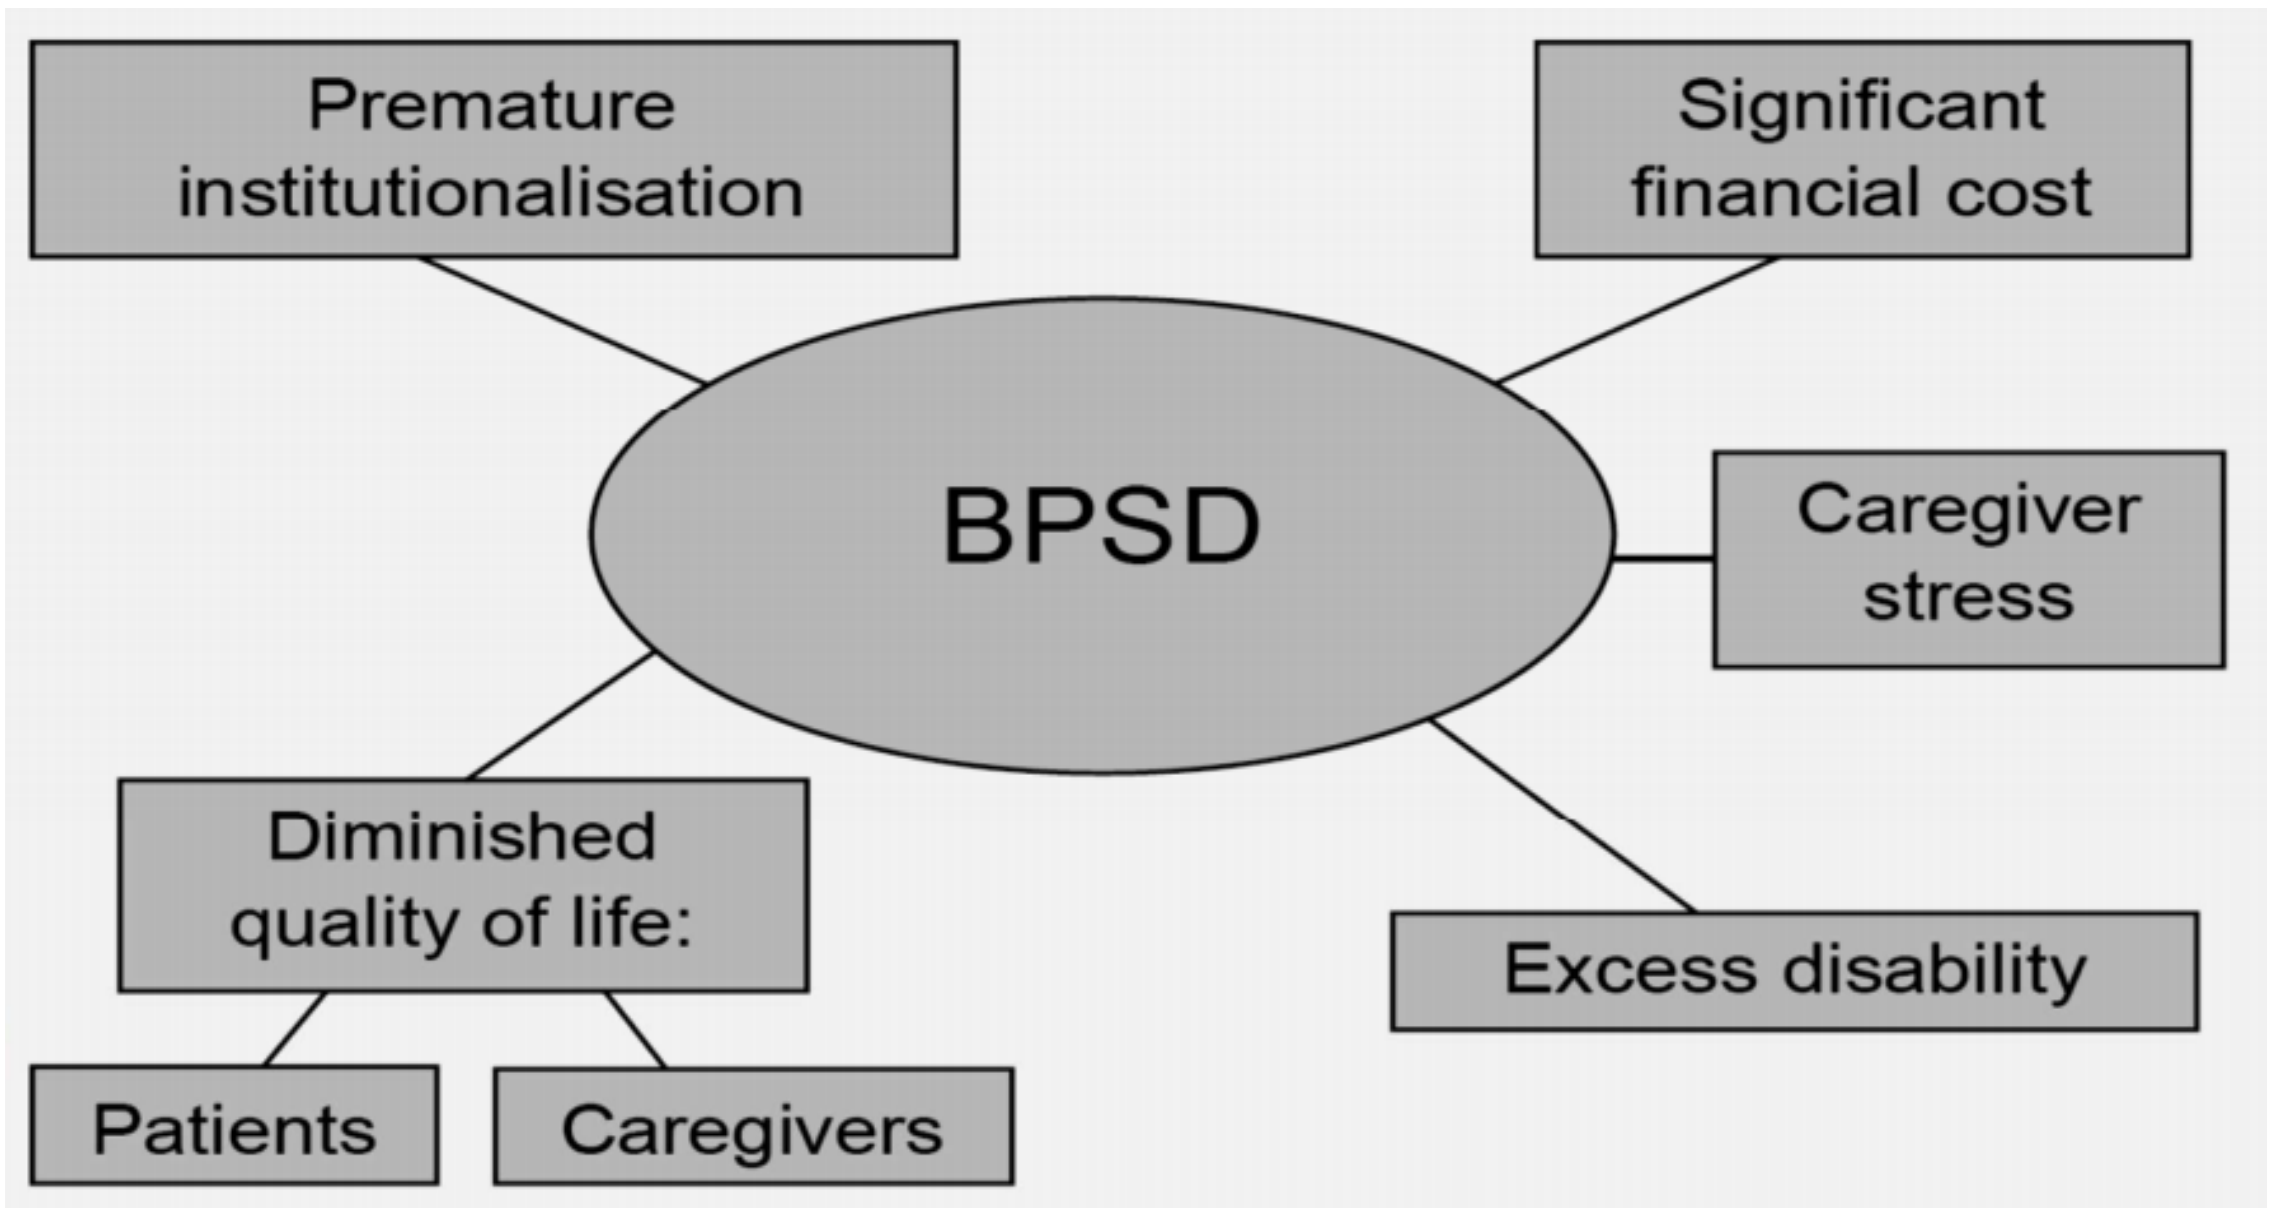 Premature
institutionalisation
Significant
financial cost
BPSD
Caregiver
stress
Diminished
quality of life:
Excess disability
Patients
Caregivers